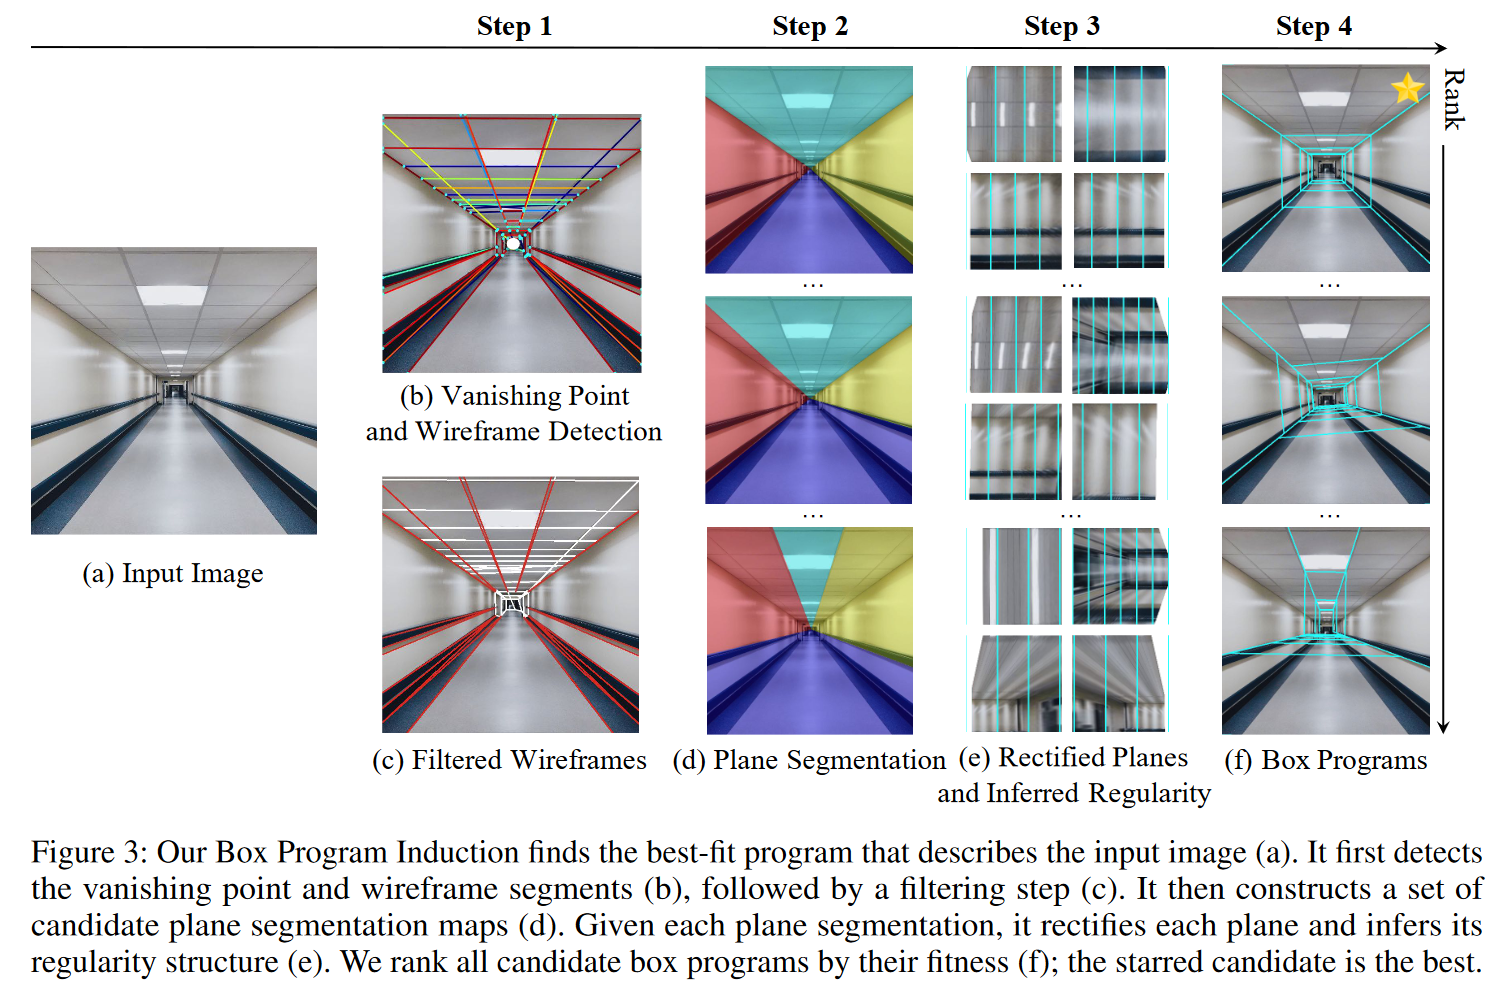 Step 1
Step 2
Step 3
Step 4
Rank
(a) Input Image
(b) Vanishing Point
and Wireframe Detection
(c) Filtered Wireframes
...
...
(d) Plane Segmentation
...
...
(e) Rectified Planes
and Inferred Regularity
...
...
(f) Box Programs
Figure 3: Our Box Program Induction finds the best-fit program that describes the input image (a). It first detects
the vanishing point and wireframe segments (b), followed by a filtering step (c). It then constructs a set of
candidate plane segmentation maps (d). Given each plane segmentation, it rectifies each plane and infers its
regularity structure (e). We rank all candidate box programs by their fitness (f); the starred candidate is the best.